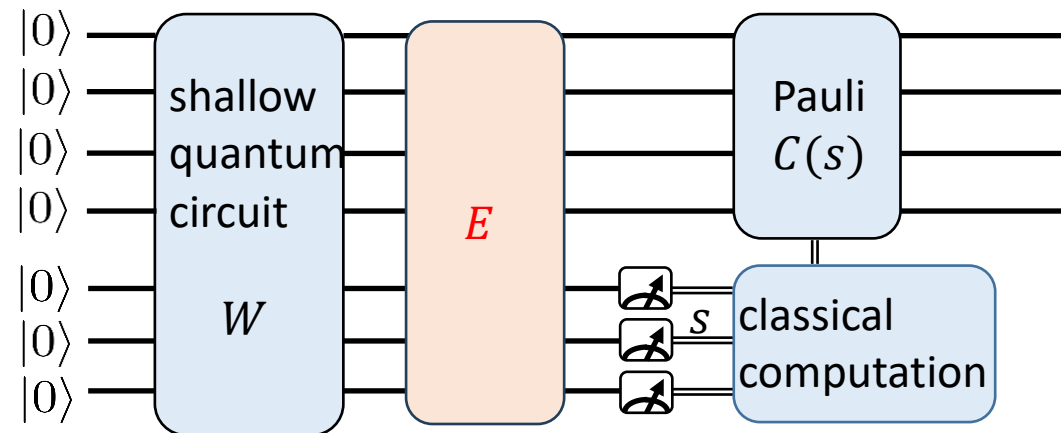 |0⟩
|0⟩
|0⟩
|0⟩
|0⟩
|0⟩
|0⟩
shallow
quantum
circuit
W
E
Pauli
C(s)
s
classical
computation